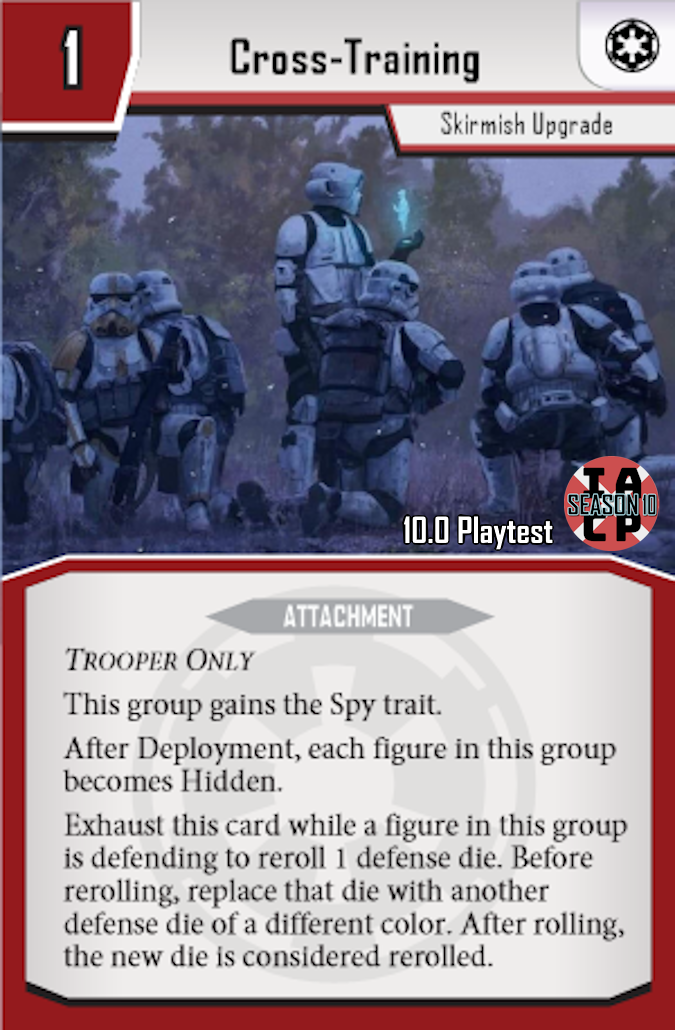 1
Cross-Training
Skirmish Upgrade
10.0 Playtest
IA
SEASON 10
CP
ATTACHMENT
TROOPER ONLY
This group gains the Spy trait.
After Deployment, each figure in this group
becomes Hidden.
Exhaust this card while a figure in this group
is defending to reroll 1 defense die. Before
rerolling, replace that die with another
defense die of a different color. After rolling,
the new die is considered rerolled.